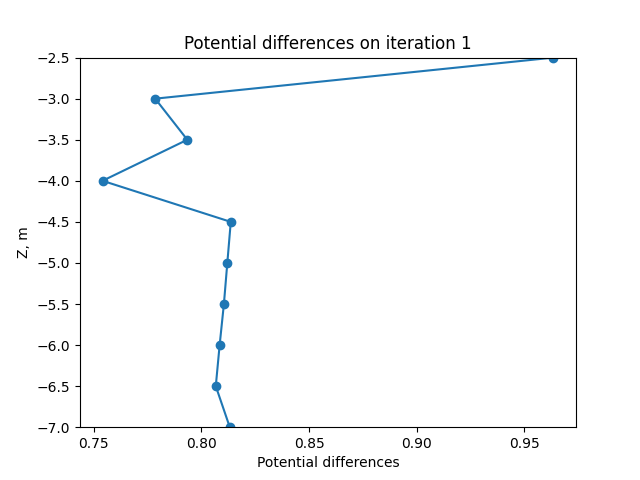 Potential differences on iteration 1
−2.5
−3.0
−3.5
−4.0
−4.5
−5.0
−5.5
−6.0
−6.5
−7.0
Z, m
0.75 0.80 0.85 0.90 0.95
Potential differences